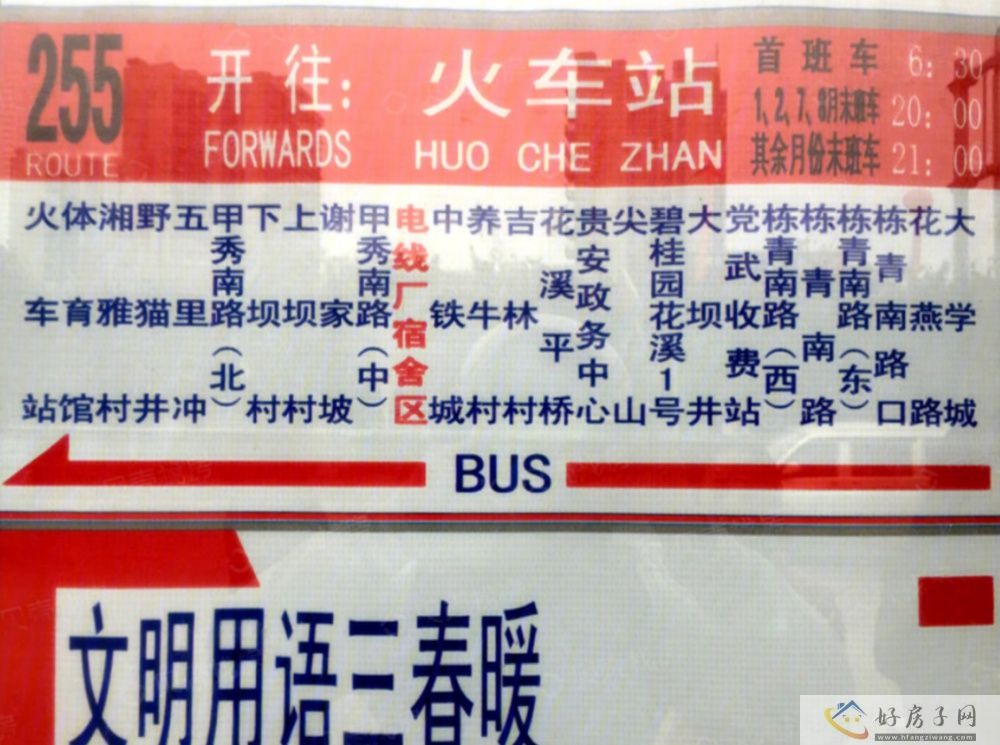 255
ROUTE
开往：火车站
FORWARDS HUO CHE ZHAN
首班车 6：30
1、2、7、8月末班车 20：00
其余月份末班车 21：00
火车站
体育馆
湘雅村
野猫井
五里冲
甲秀南路（北）
下坝村
上坝村
谢家坡
甲秀南路（中）
电线厂宿舍区
中铁城
养牛村
吉林村
花溪平桥
贵安政务中心
尖山
碧桂园花溪1号
大坝井
党武收费站
栋青南路（西）
栋青南路
栋青南路（东）
栋青南路口
花燕路
大学城
BUS
文明用语三春暖
好房子网
www.hfangziwang.com